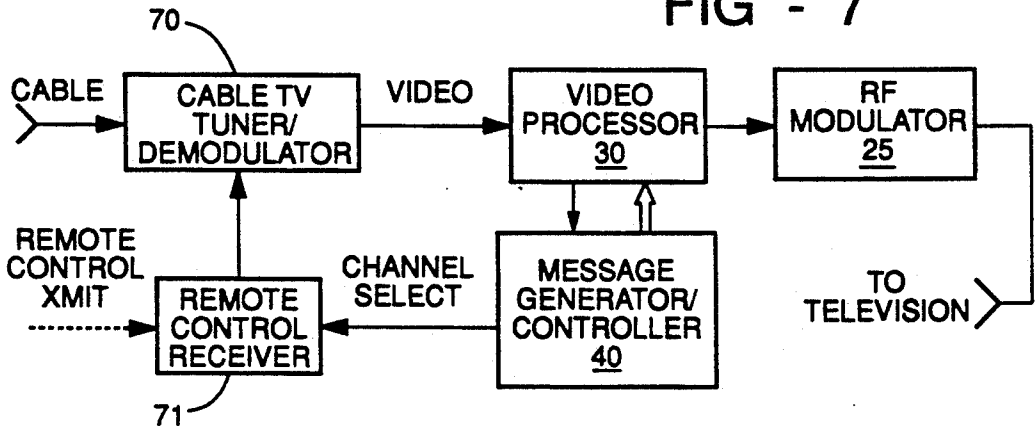 FIG - 7
70
CABLE
CABLE TV
TUNER/
DEMODULATOR
VIDEO
VIDEO
PROCESSOR
30
RF
MODULATOR
25
REMOTE
CONTROL
XMIT
REMOTE
CONTROL
RECEIVER
71
CHANNEL
SELECT
MESSAGE
GENERATOR/
CONTROLLER
40
TO
TELEVISION